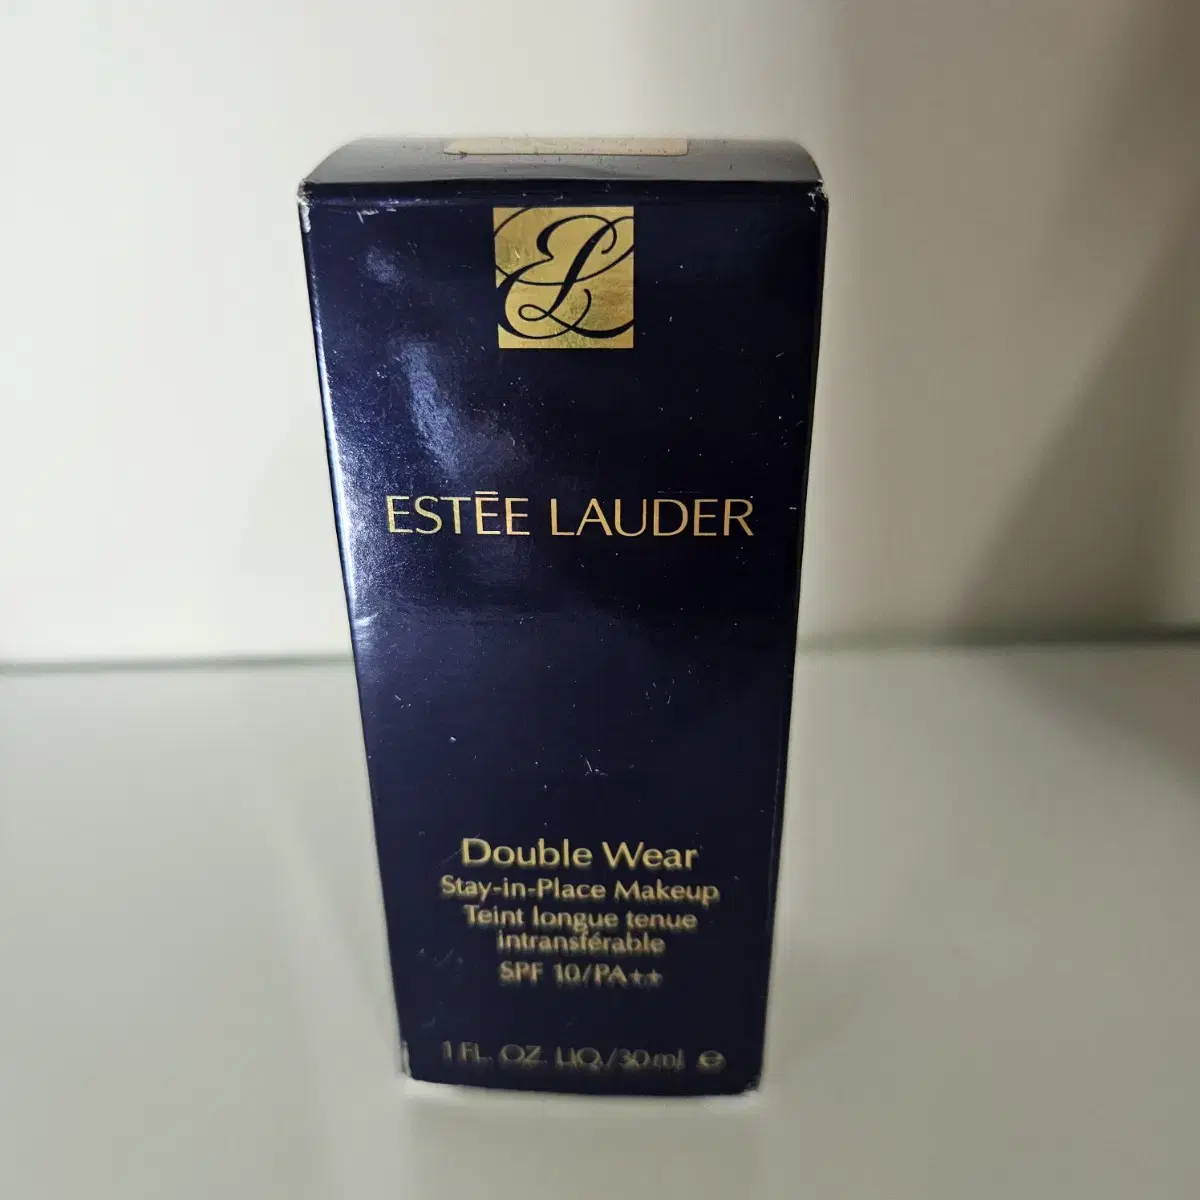 EL
ESTĒE LAUDER
Double Wear
Stay-in-Place Makeup
Teint longue tenue
intransférable
SPF 10/PA++
1 FL. OZ. LIQ./30 ml ℮